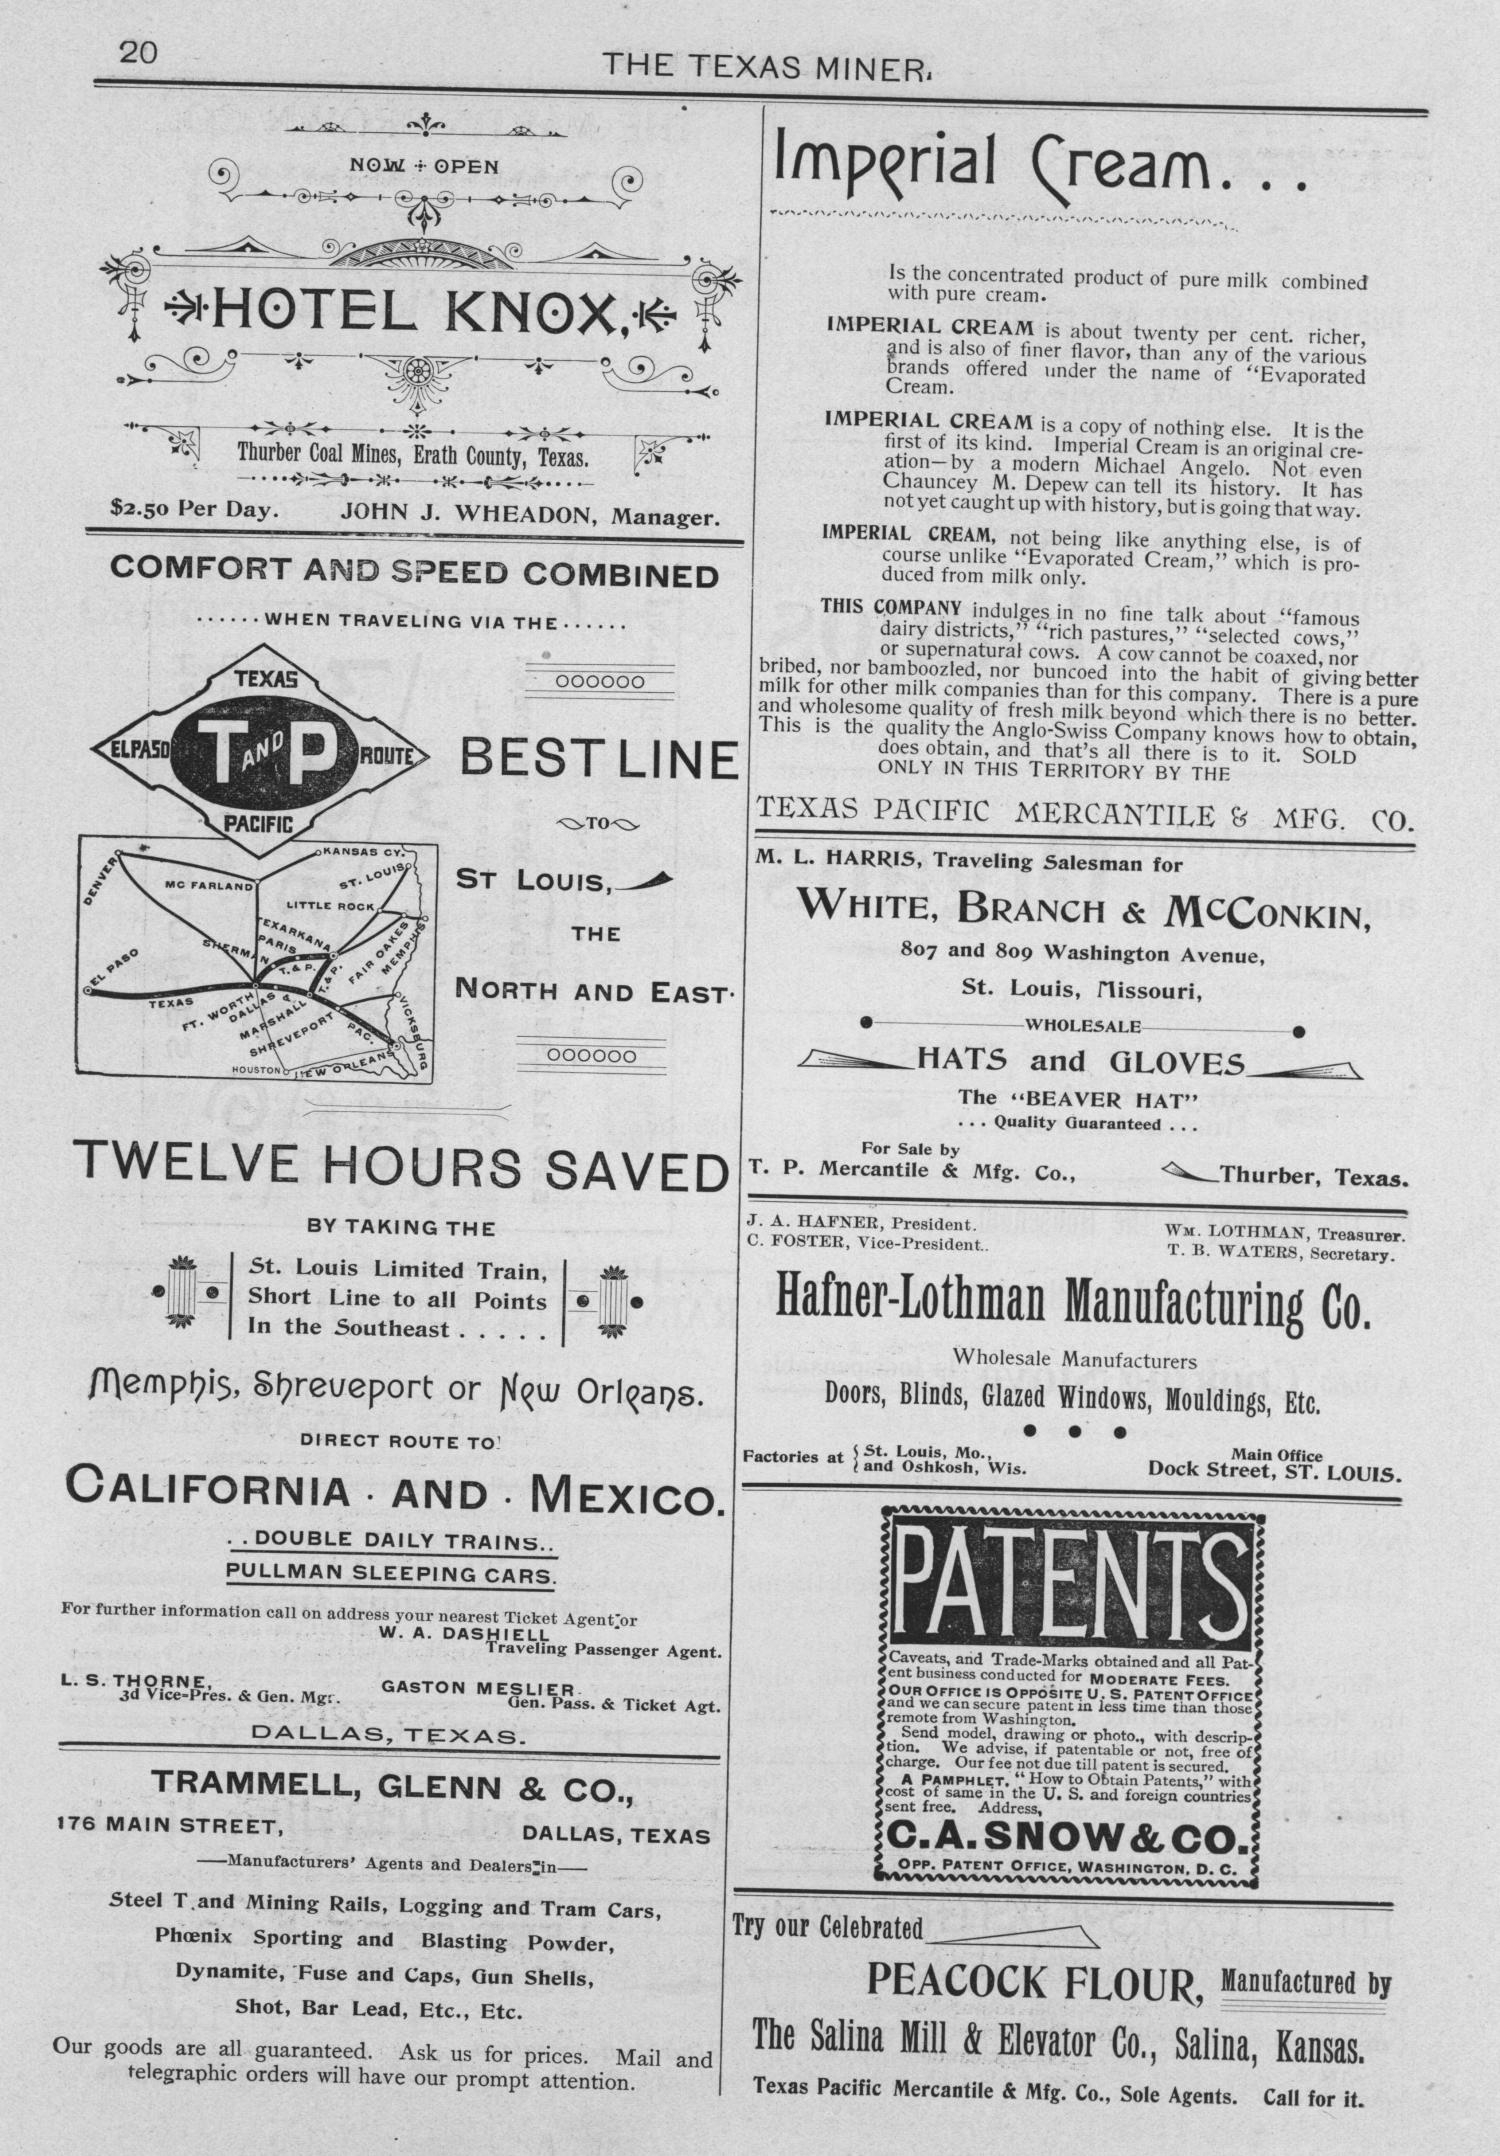 20
THE TEXAS MINER.
NOW OPEN
HOTEL KNOX,
Thurber Coal Mines, Erath County, Texas.
$2.50 Per Day. JOHN J. WHEADON, Manager.
COMFORT AND SPEED COMBINED
......WHEN TRAVELING VIA THE......
TEXAS
ELPASO T AND P ROUTE
PACIFIC
OOOOOO
BEST LINE
TO
ST LOUIS,
THE
NORTH AND EAST.
OOOOOO
KANSAS CY.
DENVER
MC FARLAND
ST. LOUIS
LITTLE ROCK
TEXARKANA
PARIS
SHERMAN
T. & P.
T. & P.
FAIR OAKES
MEMPHIS
EL PASO
TEXAS
FT. WORTH
DALLAS &
MARSHALL
SHREVEPORT
PAC.
VICKSBURG
HOUSTON
NEW ORLEANS
TWELVE HOURS SAVED
BY TAKING THE
St. Louis Limited Train,
Short Line to all Points
In the Southeast . . . . .
Memphis, Shreveport or New Orleans.
DIRECT ROUTE TO
CALIFORNIA · AND · MEXICO.
..DOUBLE DAILY TRAINS..
PULLMAN SLEEPING CARS.
For further information call on address your nearest Ticket Agent or
W. A. DASHIELL
Traveling Passenger Agent.
L. S. THORNE,
3d Vice-Pres. & Gen. Mgr.
GASTON MESLIER
Gen. Pass. & Ticket Agt.
DALLAS, TEXAS.
TRAMMELL, GLENN & CO.,
176 MAIN STREET, DALLAS, TEXAS
—Manufacturers' Agents and Dealers in—
Steel T and Mining Rails, Logging and Tram Cars,
Phœnix Sporting and Blasting Powder,
Dynamite, Fuse and Caps, Gun Shells,
Shot, Bar Lead, Etc., Etc.
Our goods are all guaranteed. Ask us for prices. Mail and
telegraphic orders will have our prompt attention.
Imperial Cream. . .
Is the concentrated product of pure milk combined
with pure cream.
IMPERIAL CREAM is about twenty per cent. richer,
and is also of finer flavor, than any of the various
brands offered under the name of "Evaporated
Cream.
IMPERIAL CREAM is a copy of nothing else. It is the
first of its kind. Imperial Cream is an original cre-
ation—by a modern Michael Angelo. Not even
Chauncey M. Depew can tell its history. It has
not yet caught up with history, but is going that way.
IMPERIAL CREAM, not being like anything else, is of
course unlike "Evaporated Cream," which is pro-
duced from milk only.
THIS COMPANY indulges in no fine talk about "famous
dairy districts," "rich pastures," "selected cows,"
or supernatural cows. A cow cannot be coaxed, nor
bribed, nor bamboozled, nor buncoed into the habit of giving better
milk for other milk companies than for this company. There is a pure
and wholesome quality of fresh milk beyond which there is no better.
This is the quality the Anglo-Swiss Company knows how to obtain,
does obtain, and that's all there is to it. SOLD
ONLY IN THIS TERRITORY BY THE
TEXAS PACIFIC MERCANTILE & MFG. CO.
M. L. HARRIS, Traveling Salesman for
WHITE, BRANCH & MCCONKIN,
807 and 809 Washington Avenue,
St. Louis, Missouri,
WHOLESALE
HATS and GLOVES
The "BEAVER HAT"
... Quality Guaranteed ...
For Sale by
T. P. Mercantile & Mfg. Co., Thurber, Texas.
J. A. HAFNER, President. WM. LOTHMAN, Treasurer.
C. FOSTER, Vice-President.. T. B. WATERS, Secretary.
Hafner-Lothman Manufacturing Co.
Wholesale Manufacturers
Doors, Blinds, Glazed Windows, Mouldings, Etc.
Factories at { St. Louis, Mo.,
and Oshkosh, Wis.
Main Office
Dock Street, ST. LOUIS.
PATENTS
Caveats, and Trade-Marks obtained and all Pat-
ent business conducted for MODERATE FEES.
OUR OFFICE IS OPPOSITE U. S. PATENT OFFICE
and we can secure patent in less time than those
remote from Washington.
Send model, drawing or photo., with descrip-
tion. We advise, if patentable or not, free of
charge. Our fee not due till patent is secured.
A PAMPHLET, "How to Obtain Patents," with
cost of same in the U. S. and foreign countries
sent free. Address,
C.A.SNOW & CO.
OPP. PATENT OFFICE, WASHINGTON, D. C.
Try our Celebrated
PEACOCK FLOUR, Manufactured by
The Salina Mill & Elevator Co., Salina, Kansas.
Texas Pacific Mercantile & Mfg. Co., Sole Agents. Call for it.